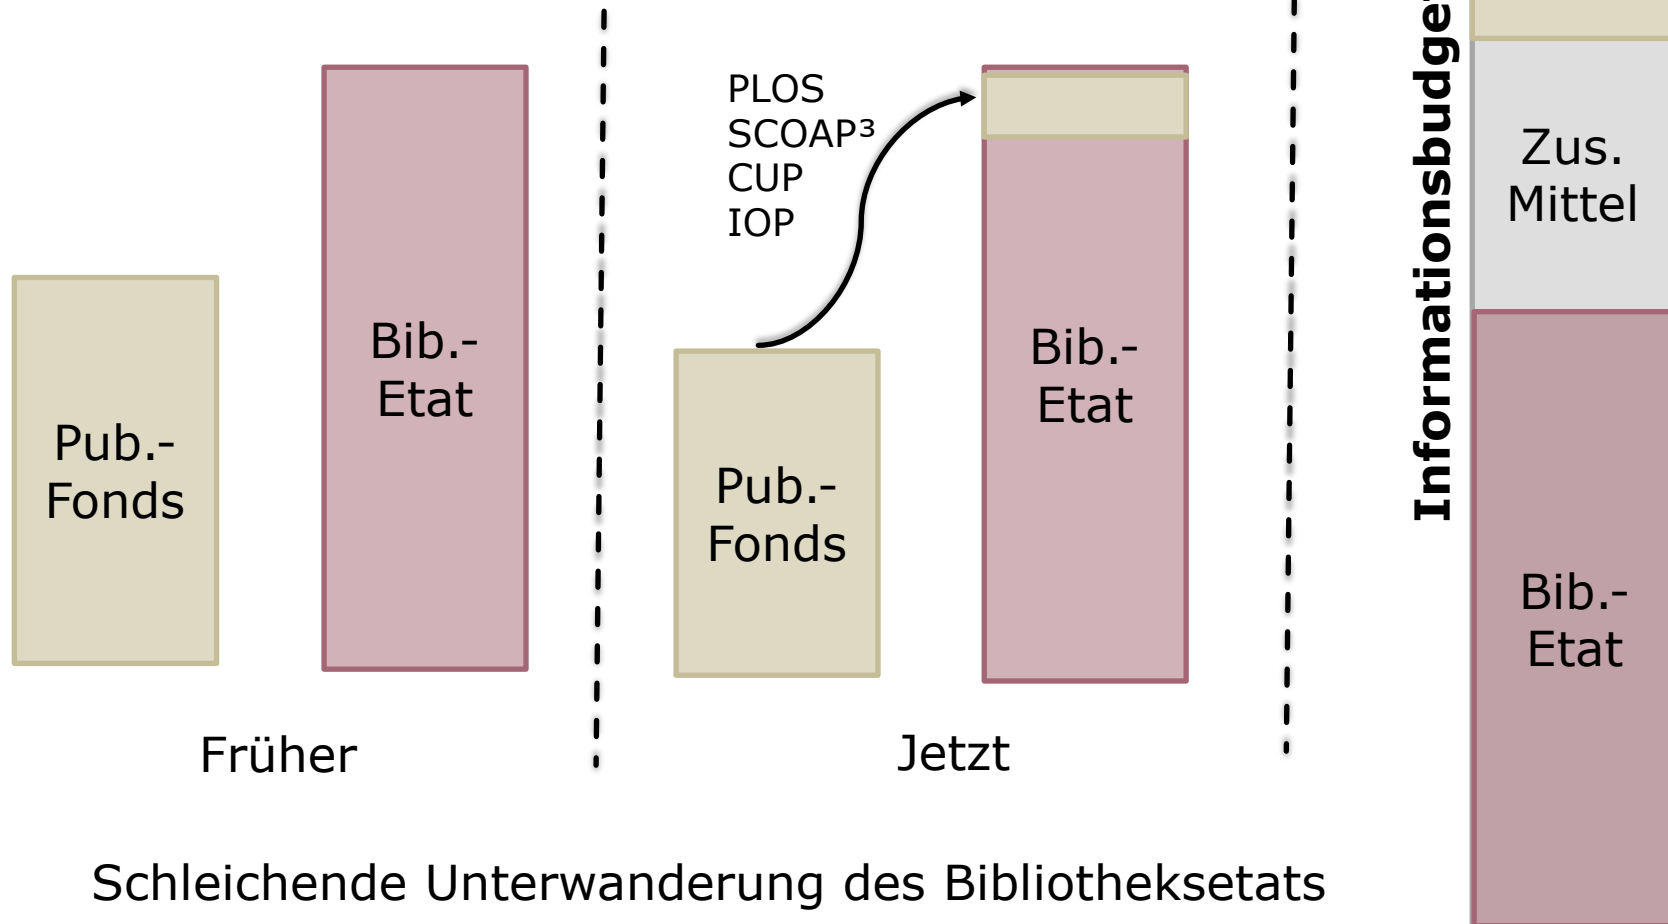 Pub.-
Fonds
Bib.-
Etat
Früher
PLOS
SCOAP³
CUP
IOP
Pub.-
Fonds
Bib.-
Etat
Jetzt
Schleichende Unterwanderung des Bibliotheksetats
Informationsbudge
Zus.
Mittel
Bib.-
Etat